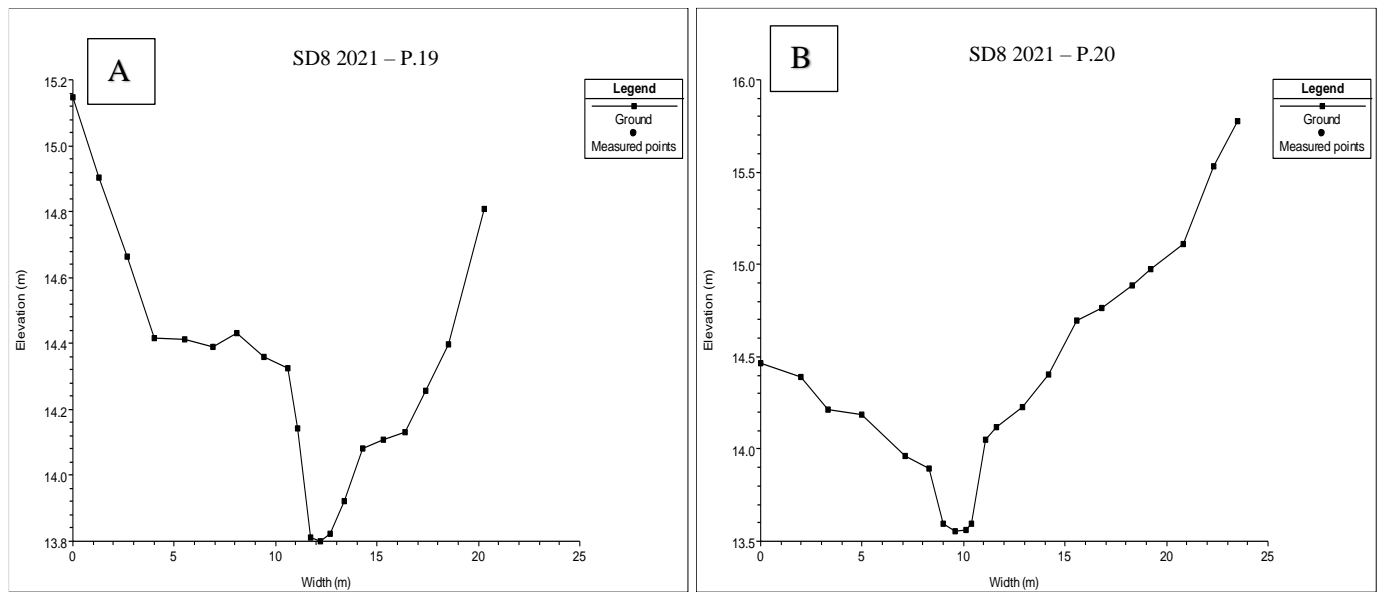 A
SD8 2021 – P.19
Legend
Ground
Measured points
15.2
15.0
14.8
14.6
14.4
14.2
14.0
13.8
Elevation (m)
0 5 10 15 20 25
Width (m)
B
SD8 2021 – P.20
Legend
Ground
Measured points
16.0
15.5
15.0
14.5
14.0
13.5
Elevation (m)
0 5 10 15 20 25
Width (m)